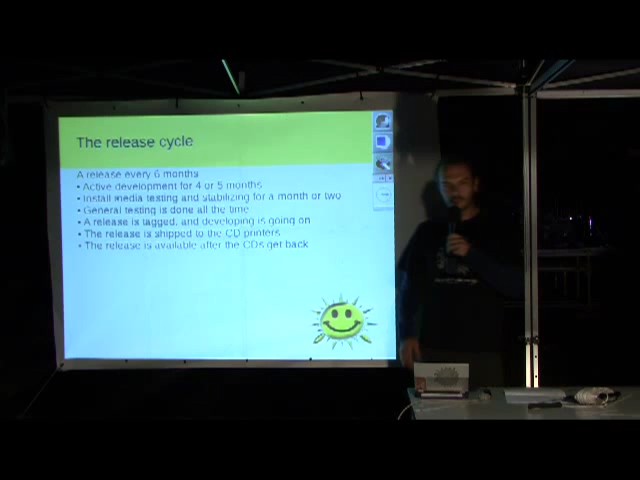 The release cycle
A release every 6 months
• Active development for 4 or 5 months
• Install media testing and stabilizing for a month or two
• General testing is done all the time
• A release is tagged, and developing is going on
• The release is shipped to the CD printers
• The release is available after the CDs get back